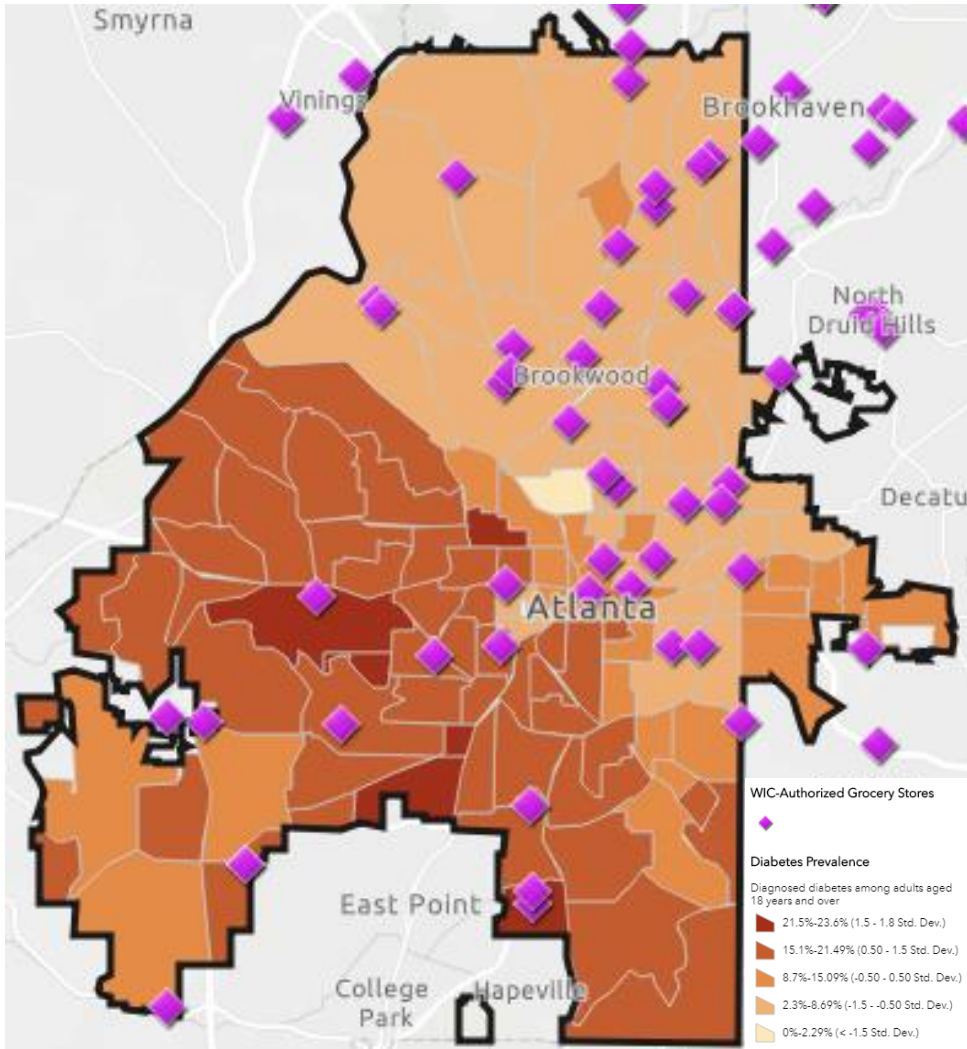 Smyrna
Vinings
Brookhaven
North
Druid Hills
Brookwood
Decatu
Atlanta
WIC-Authorized Grocery Stores
Diabetes Prevalence
Diagnosed diabetes among adults aged
18 years and over
21.5%-23.6% (1.5 - 1.8 Std. Dev.)
15.1%-21.49% (0.50 - 1.5 Std. Dev.)
8.7%-15.09% (-0.50 - 0.50 Std. Dev.)
2.3%-8.69% (-1.5 - -0.50 Std. Dev.)
0%-2.29% (< -1.5 Std. Dev.)
East Point
College
Park
Hapeville